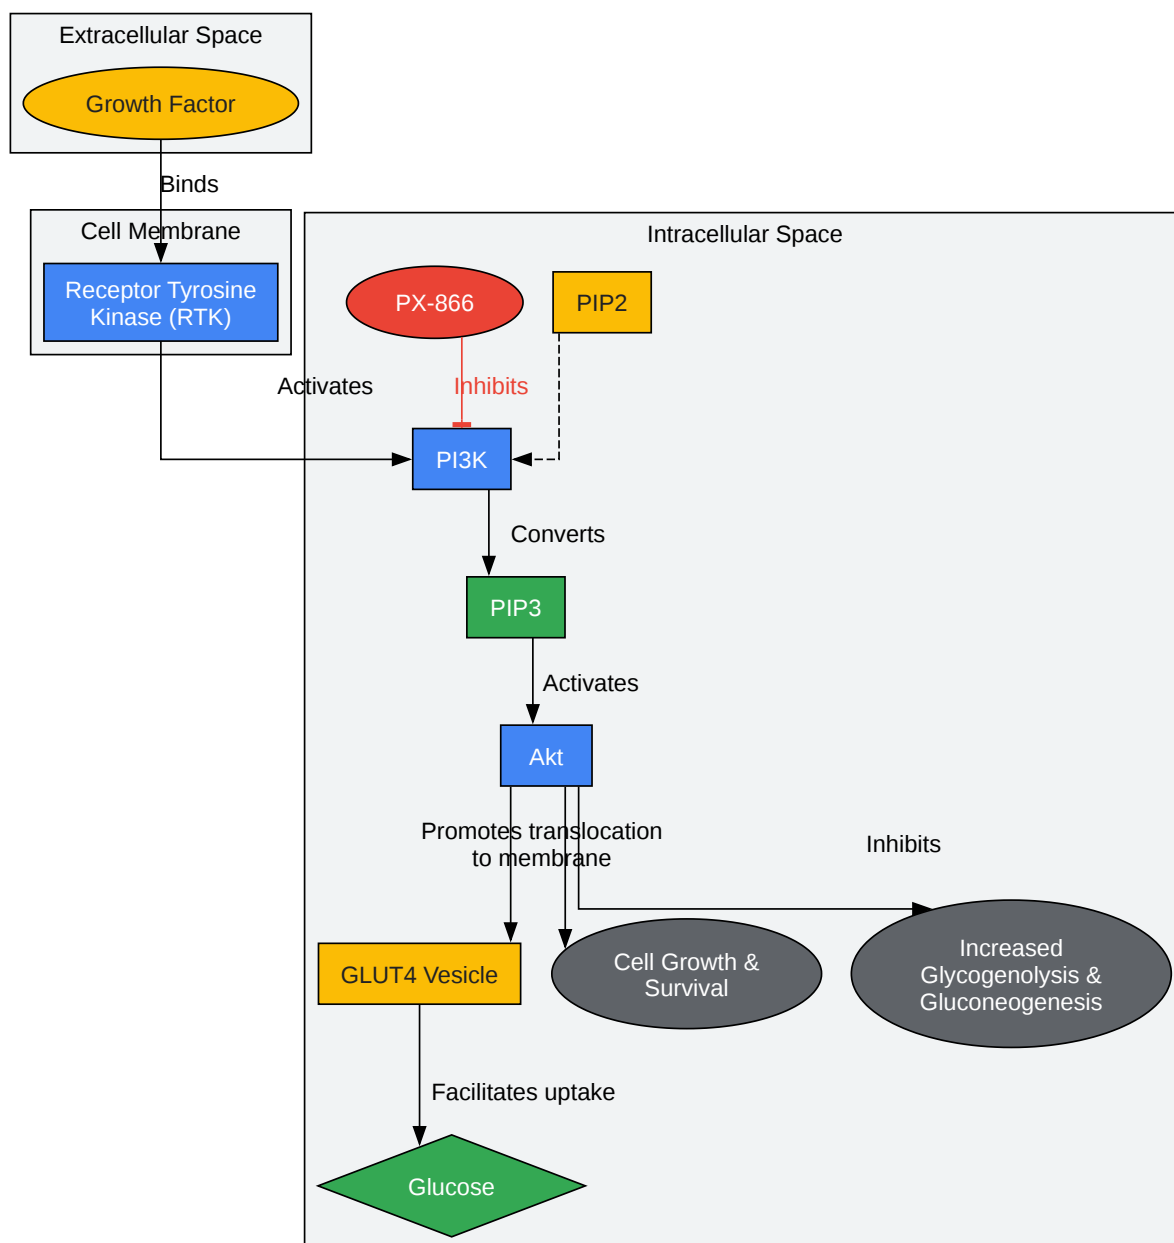 Extracellular Space
Growth Factor
Binds
Cell Membrane
Receptor Tyrosine
Kinase (RTK)
Intracellular Space
PX-866
PIP2
Activates
Inhibits
PI3K
Converts
PIP3
Activates
Akt
Promotes translocation
to membrane
Inhibits
GLUT4 Vesicle
Cell Growth &
Survival
Increased
Glycogenolysis &
Gluconeogenesis
Facilitates uptake
Glucose